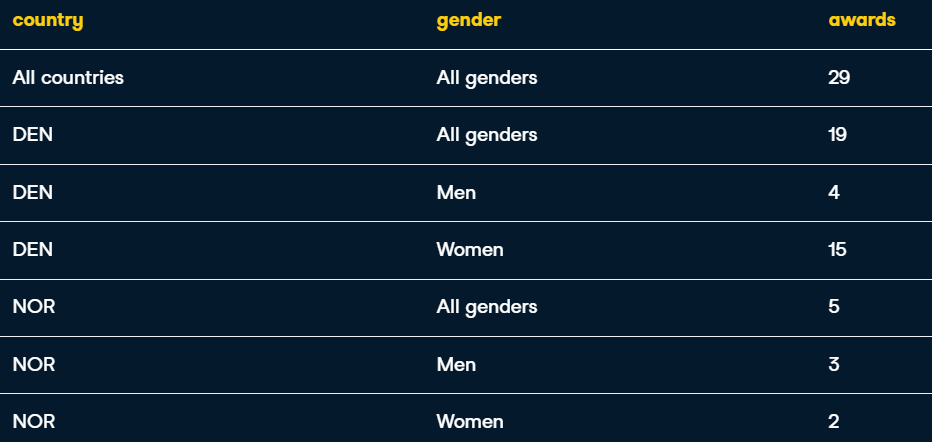 country gender awards
All countries All genders 29
DEN All genders 19
DEN Men 4
DEN Women 15
NOR All genders 5
NOR Men 3
NOR Women 2